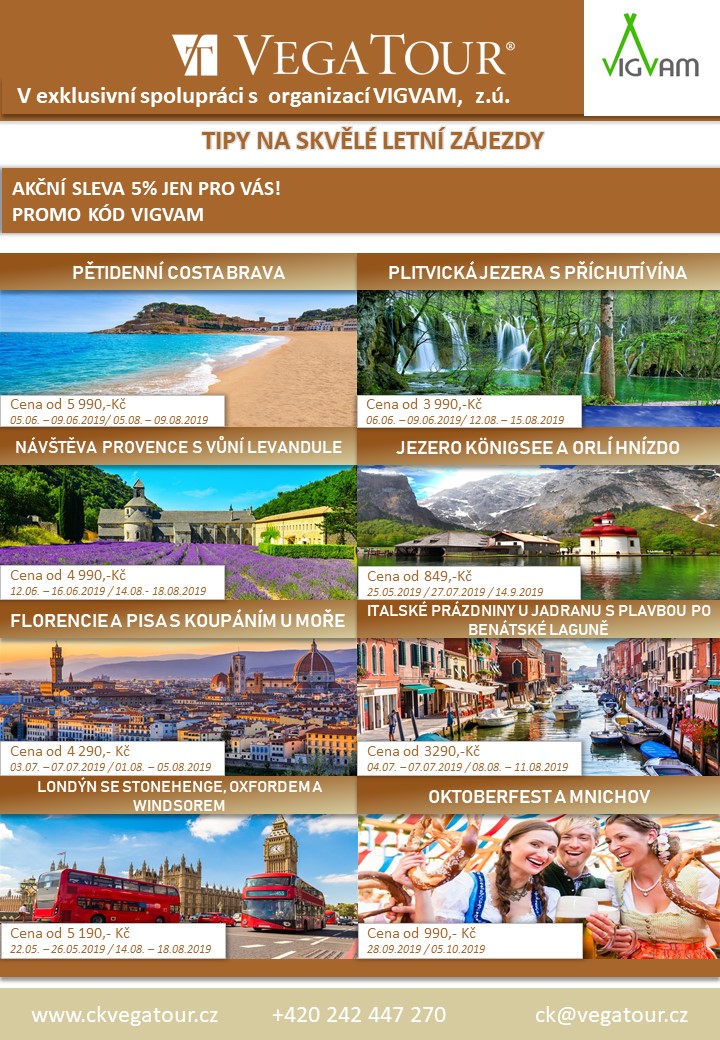 VT VEGATOUR®
VIGVAM
V exklusivní spolupráci s organizací VIGVAM, z.ú.
TIPY NA SKVĚLÉ LETNÍ ZÁJEZDY
AKČNÍ SLEVA 5% JEN PRO VÁS!
PROMO KÓD VIGVAM
PĚTIDENNÍ COSTA BRAVA
Cena od 5 990,-Kč
05.06. – 09.06.2019/ 05.08. – 09.08.2019
PLITVICKÁ JEZERA S PŘÍCHUTÍ VÍNA
Cena od 3 990,-Kč
06.06. – 09.06.2019/ 12.08. – 15.08.2019
NÁVŠTĚVA PROVENCE S VŮNÍ LEVANDULE
Cena od 4 990,-Kč
12.06. – 16.06.2019 / 14.08.- 18.08.2019
JEZERO KÖNIGSEE A ORLÍ HNÍZDO
Cena od 849,-Kč
25.05.2019 / 27.07.2019 / 14.9.2019
FLORENCIE A PISA S KOUPÁNÍM U MOŘE
Cena od 4 290,- Kč
03.07. – 07.07.2019 / 01.08. – 05.08.2019
ITALSKÉ PRÁZDNINY U JADRANU S PLAVBOU PO
BENÁTSKÉ LAGUNĚ
Cena od 3290,-Kč
04.07. –07.07.2019 / 08.08. – 11.08.2019
LONDÝN SE STONEHENGE, OXFORDEM A
WINDSOREM
Cena od 5 190,- Kč
22.05. – 26.05.2019 / 14.08. – 18.08.2019
OKTOBERFEST A MNICHOV
Cena od 990,- Kč
28.09.2019 / 05.10.2019
www.ckvegatour.cz
+420 242 447 270
ck@vegatour.cz